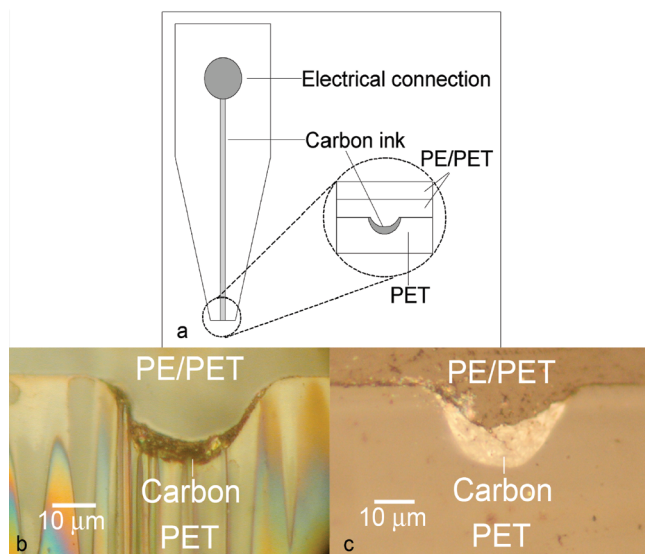 Electrical connection
Carbon ink
PE/PET
PET
a
PE/PET
Carbon
10 μm
PET
b
PE/PET
Carbon
10 μm
PET
c